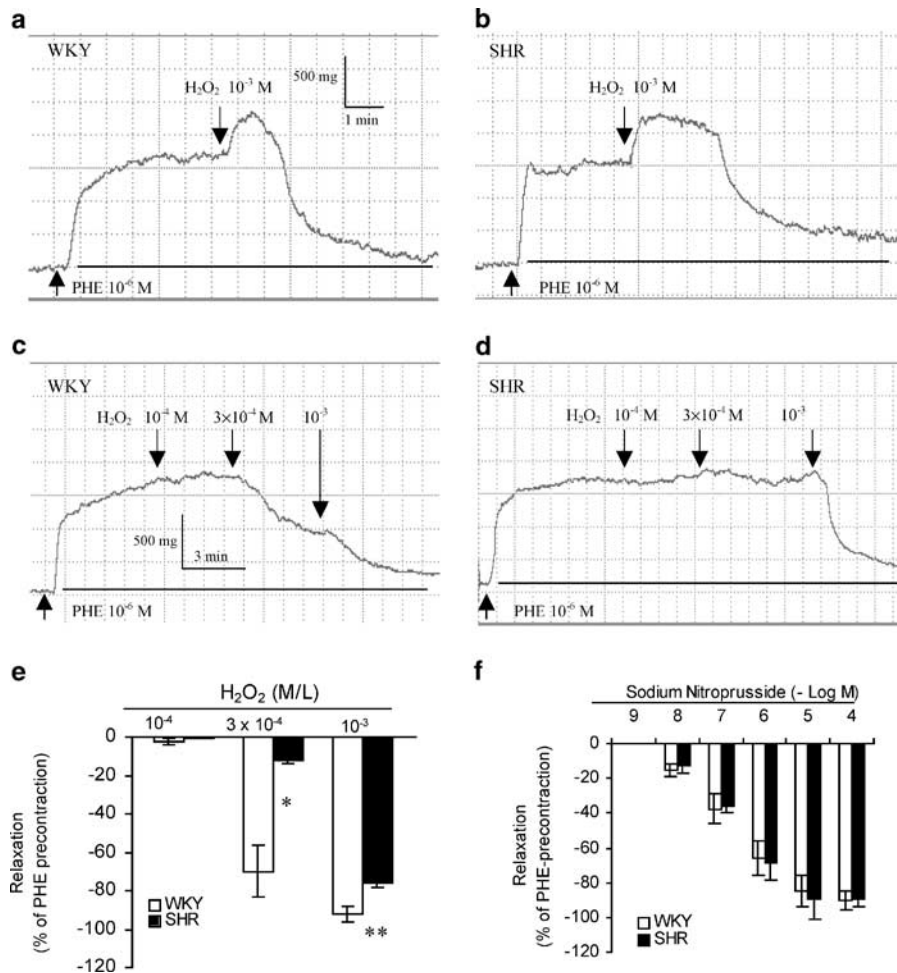 a
WKY
H₂O₂ 10⁻³ M
500 mg
1 min
PHE 10⁻⁶ M
b
SHR
H₂O₂ 10⁻³ M
PHE 10⁻⁶ M
c
WKY
H₂O₂ 10⁻⁴ M 3×10⁻⁴ M 10⁻³
500 mg
3 min
PHE 10⁻⁶ M
d
SHR
H₂O₂ 10⁻⁴ M 3×10⁻⁴ M 10⁻³
PHE 10⁻⁶ M
e
H₂O₂ (M/L)
10⁻⁴ 3 x 10⁻⁴ 10⁻³
0
-20
-40
-60
-80
-100
-120
Relaxation
(% of PHE precontraction)
*
**
WKY
SHR
f
Sodium Nitroprusside (- Log M)
9 8 7 6 5 4
0
-20
-40
-60
-80
-100
-120
Relaxation
(% of PHE-precontraction)
WKY
SHR